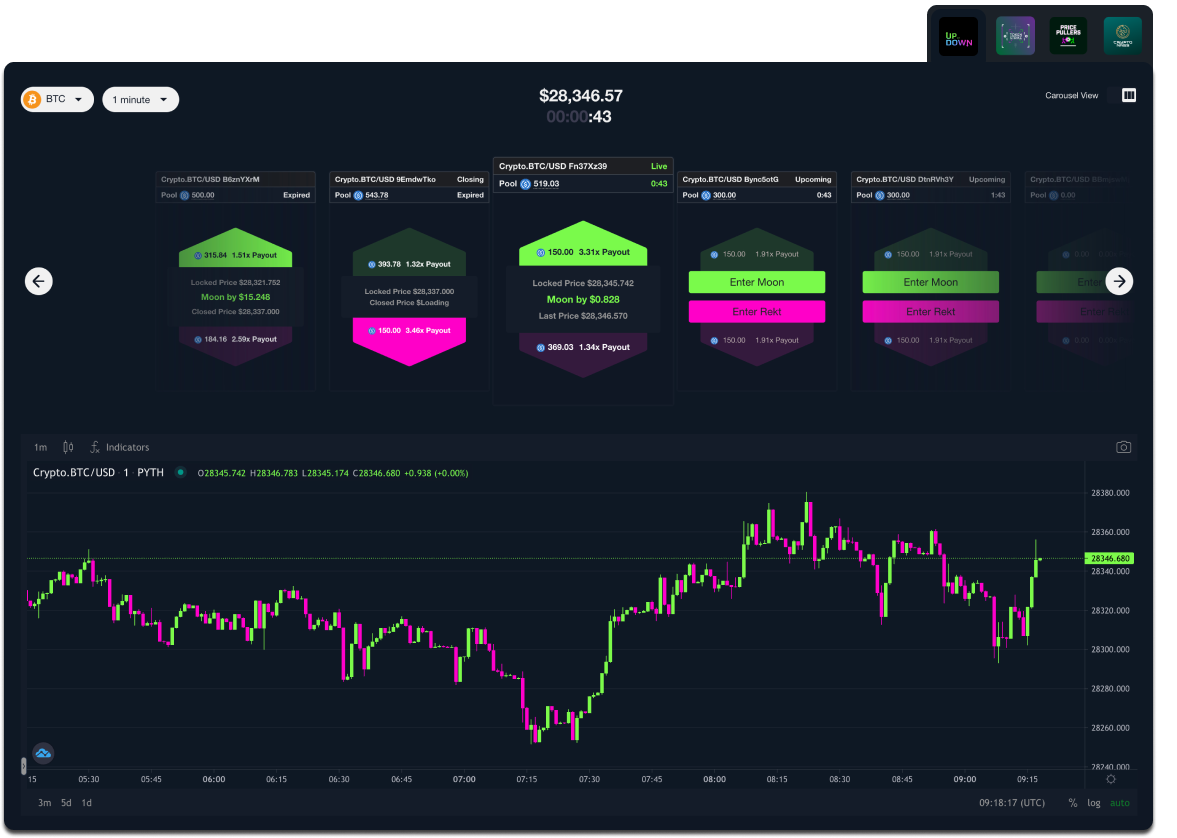 UP
OR
DOWN
PRICE
PULLERS
CRYPTO
BTC
1 minute
$28,346.57
00:00:43
Carousel View
Crypto.BTC/USD B6znYXrM
Pool 500.00 Expired
315.84 1.51x Payout
Locked Price $28,321.752
Moon by $15.248
Closed Price $28,337.000
184.16 2.59x Payout
Crypto.BTC/USD 9EmdwTko Closing
Pool 543.78 Expired
393.78 1.32x Payout
Locked Price $28,337.000
Closed Price $Loading
150.00 3.46x Payout
Crypto.BTC/USD Fn37Xz39 Live
Pool 519.03 0:43
150.00 3.31x Payout
Locked Price $28,345.742
Moon by $0.828
Last Price $28,346.570
369.03 1.34x Payout
Crypto.BTC/USD Bync5otG Upcoming
Pool 300.00 0:43
150.00 1.91x Payout
Enter Moon
Enter Rekt
150.00 1.91x Payout
Crypto.BTC/USD DtnRVh3Y Upcoming
Pool 300.00 1:43
150.00 1.91x Payout
Enter Moon
Enter Rekt
150.00 1.91x Payout
Crypto.BTC/USD
Pool 0.00
0.00
Enter
Enter
0.00
1m Indicators
Crypto.BTC/USD · 1 · PYTH O28345.742 H28346.783 L28345.174 C28346.680 +0.938 (+0.00%)
28380.000
28360.000
28346.680
28340.000
28320.000
28300.000
28280.000
28260.000
28240.000
15 05:30 05:45 06:00 06:15 06:30 06:45 07:00 07:15 07:30 07:45 08:00 08:15 08:30 08:45 09:00 09:15
3m 5d 1d 09:18:17 (UTC) % log auto